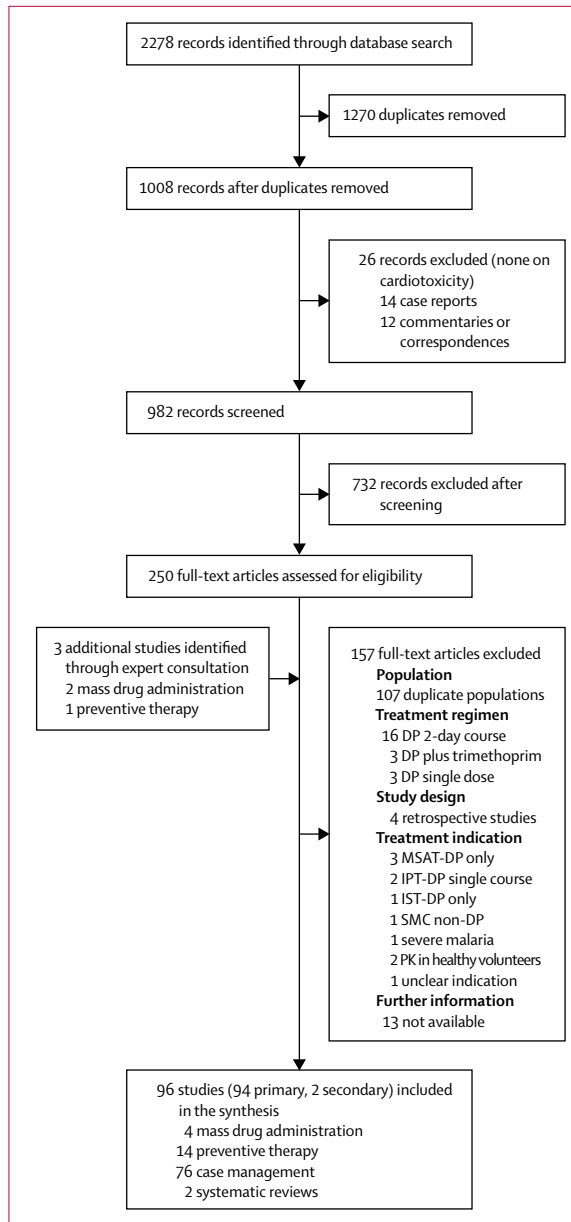 2278 records identified through database search
1270 duplicates removed
1008 records after duplicates removed
26 records excluded (none on
cardiotoxicity)
14 case reports
12 commentaries or
correspondences
982 records screened
732 records excluded after
screening
250 full-text articles assessed for eligibility
3 additional studies identified
through expert consultation
2 mass drug administration
1 preventive therapy
157 full-text articles excluded
Population
107 duplicate populations
Treatment regimen
16 DP 2-day course
3 DP plus trimethoprim
3 DP single dose
Study design
4 retrospective studies
Treatment indication
3 MSAT-DP only
2 IPT-DP single course
1 IST-DP only
1 SMC non-DP
1 severe malaria
2 PK in healthy volunteers
1 unclear indication
Further information
13 not available
96 studies (94 primary, 2 secondary) included
in the synthesis
4 mass drug administration
14 preventive therapy
76 case management
2 systematic reviews